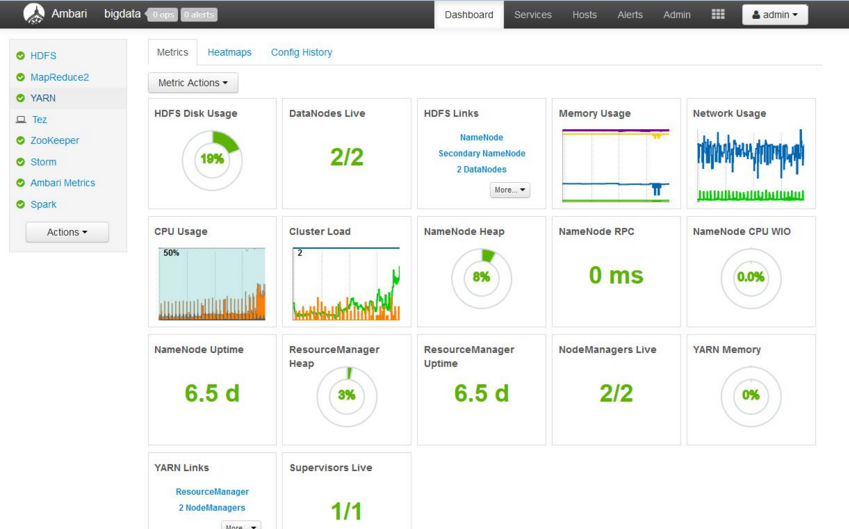 Ambari bigdata 0 ops 0 alerts Dashboard Services Hosts Alerts Admin admin
HDFS
MapReduce2
YARN
Tez
ZooKeeper
Storm
Ambari Metrics
Spark
Actions
Metrics Heatmaps Config History
Metric Actions
HDFS Disk Usage
19%
DataNodes Live
2/2
HDFS Links
NameNode
Secondary NameNode
2 DataNodes
More...
Memory Usage
Network Usage
CPU Usage
50%
Cluster Load
2
NameNode Heap
8%
NameNode RPC
0 ms
NameNode CPU WIO
0.0%
NameNode Uptime
6.5 d
ResourceManager
Heap
3%
ResourceManager
Uptime
6.5 d
NodeManagers Live
2/2
YARN Memory
0%
YARN Links
ResourceManager
2 NodeManagers
More...
Supervisors Live
1/1